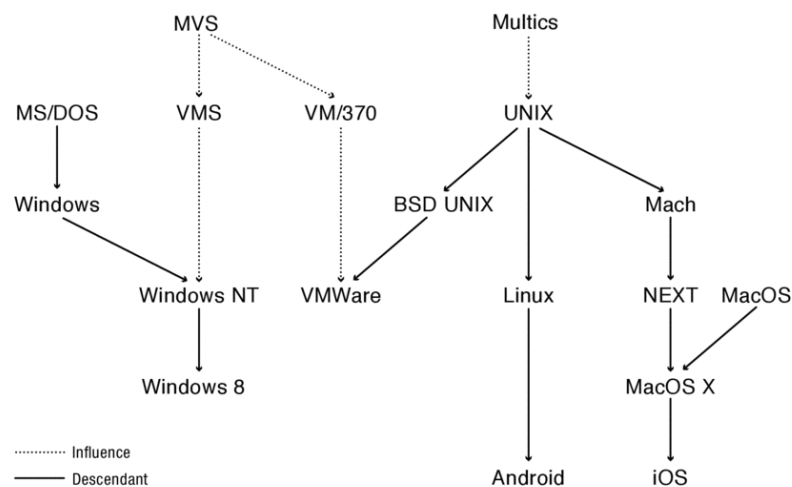 MVS Multics
MS/DOS VMS VM/370 UNIX
Windows BSD UNIX Mach
Windows NT VMWare Linux NEXT MacOS
Windows 8 MacOS X
Influence
Descendant Android iOS